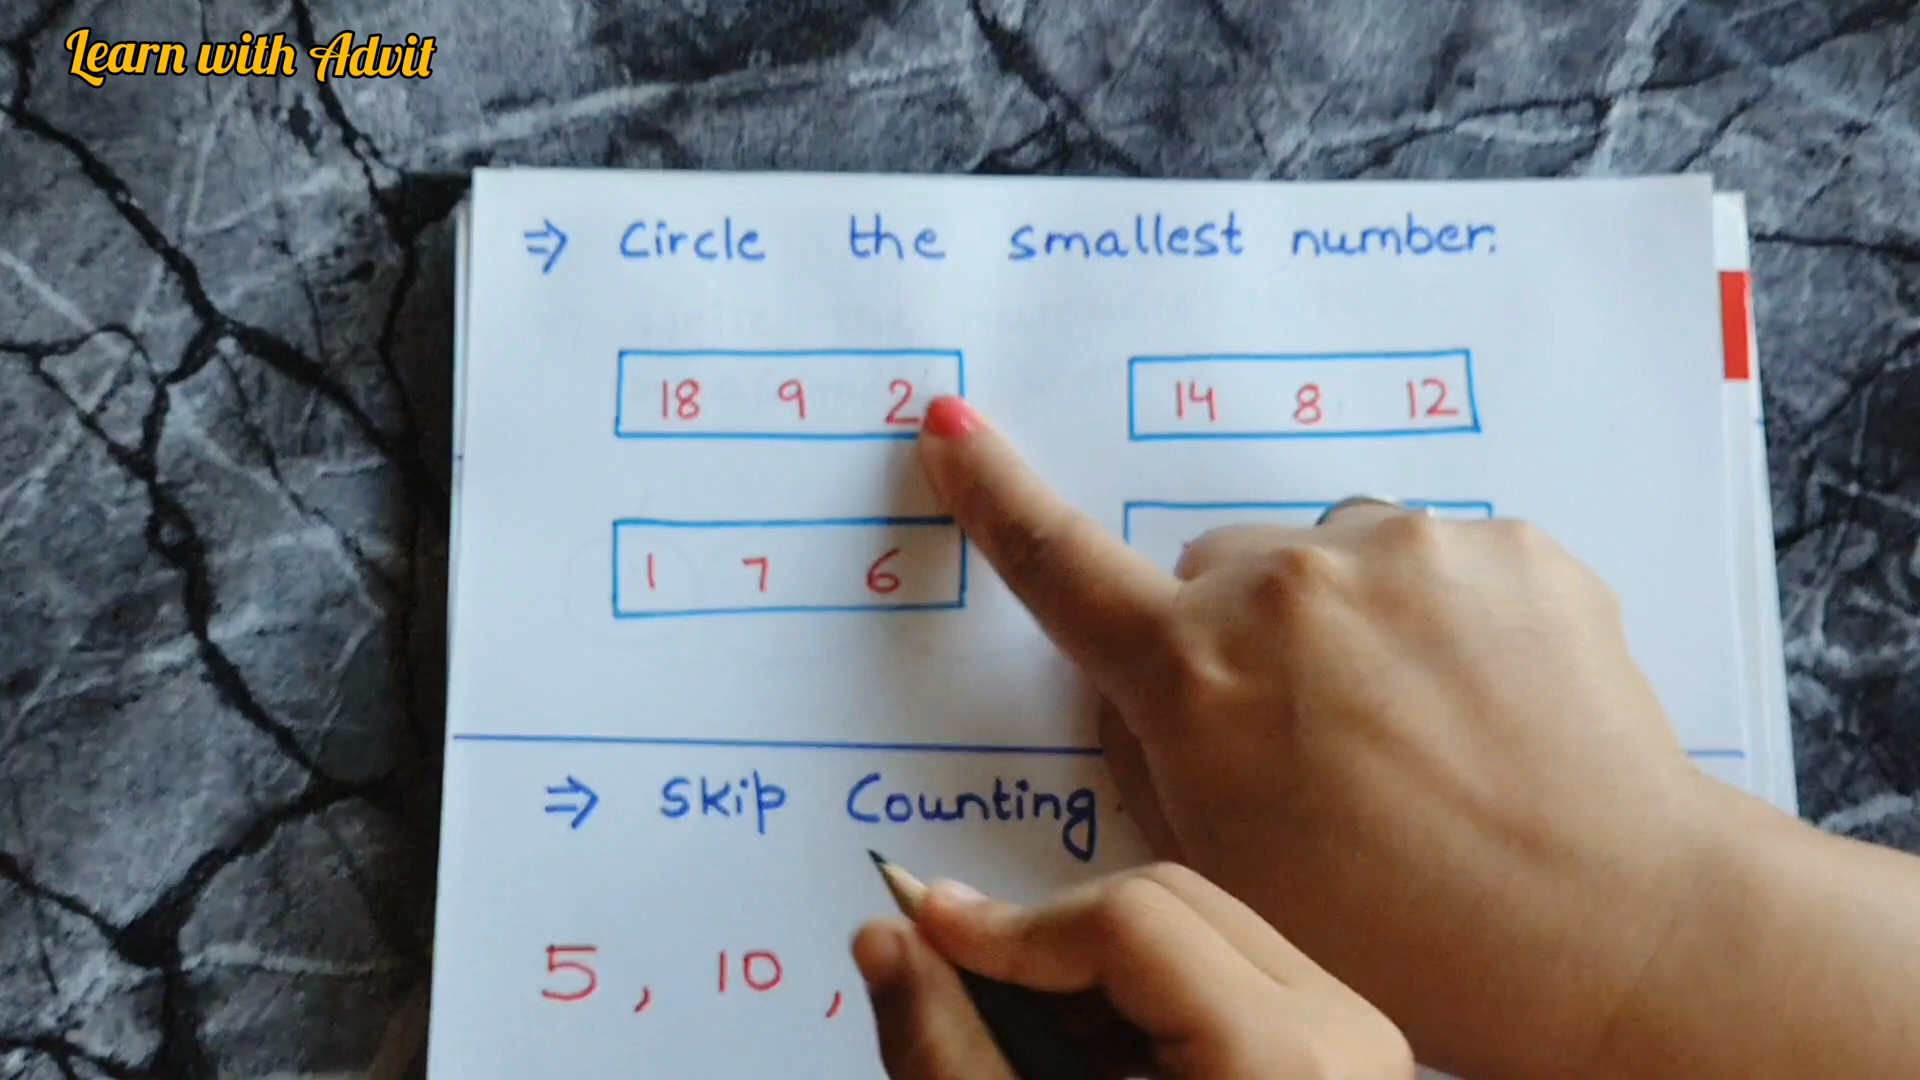 Learn with Advit
⇒ Circle the smallest number.
18 9 2
14 8 12
1 7 6
⇒ Skip Counting
5, 10,